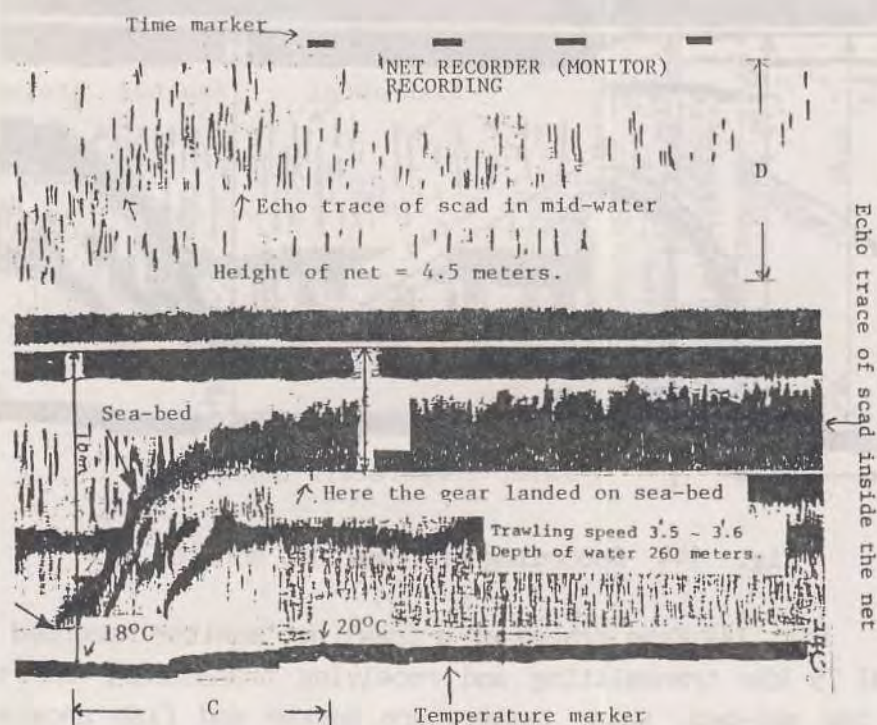 Time marker
NET RECORDER (MONITOR)
RECORDING
D
Echo trace of scad in mid-water
Height of net = 4.5 meters.
Echo trace of scad inside the net
Sea-bed
Here the gear landed on sea-bed
Trawling speed 3.5 ~ 3.6
Depth of water 260 meters.
18°C
20°C
C
Temperature marker